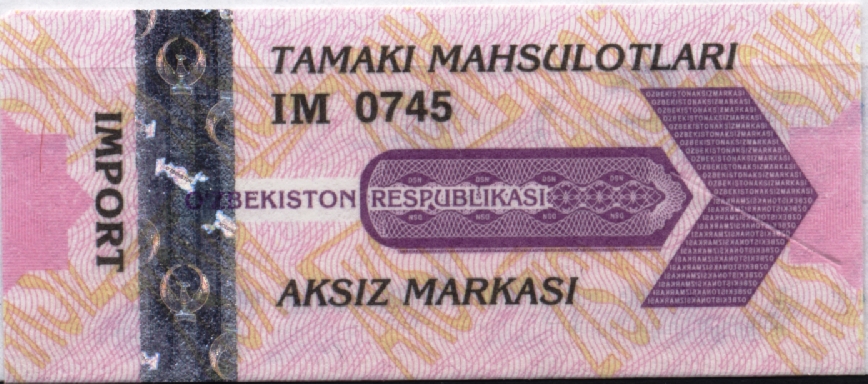 TAMAKI MAHSULOTLARI
IM 0745
IMPORT
O'ZBEKISTON RESPUBLIKASI
AKSIZ MARKASI